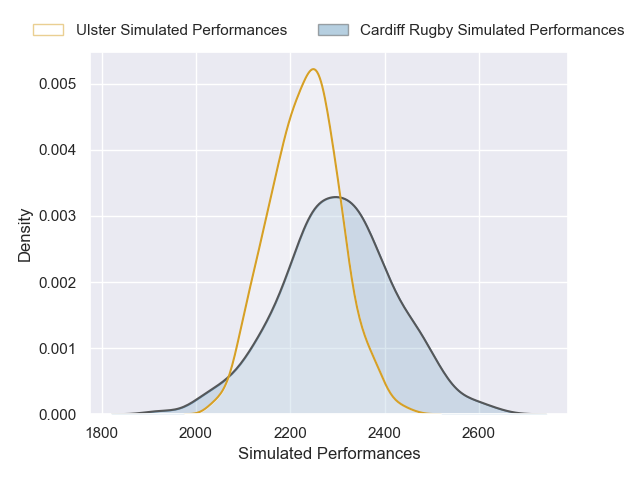 Ulster Simulated Performances Cardiff Rugby Simulated Performances
0.005
0.004
0.003
0.002
0.001
0.000
Density
1800 2000 2200 2400 2600
Simulated Performances